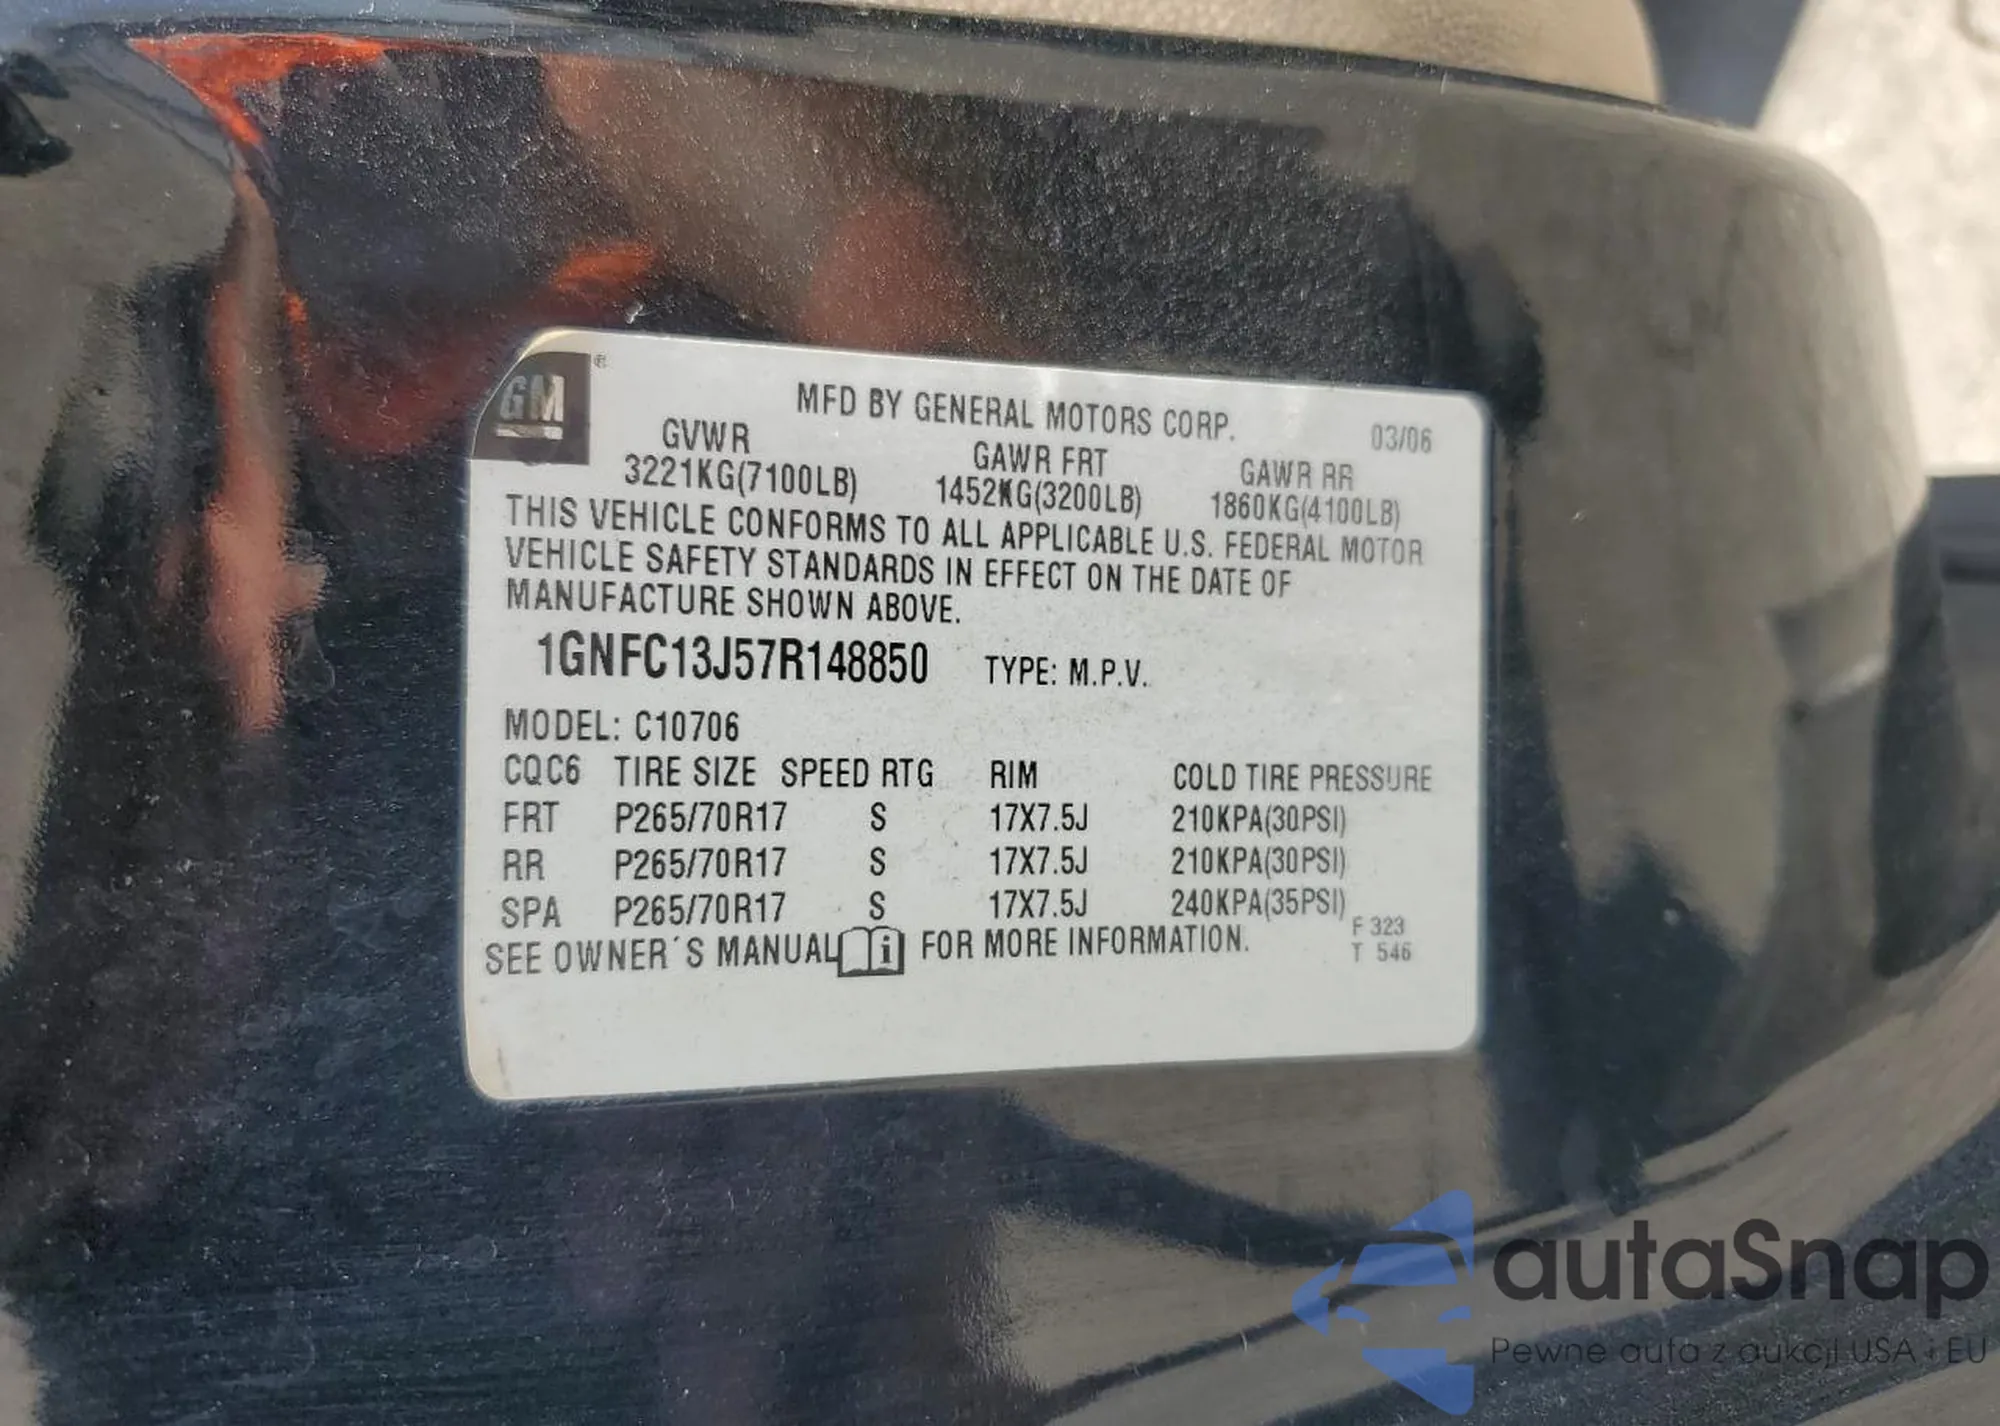 GM ®
MFD BY GENERAL MOTORS CORP. 03/06
GVWR GAWR FRT GAWR RR
3221KG(7100LB) 1452KG(3200LB) 1860KG(4100LB)
THIS VEHICLE CONFORMS TO ALL APPLICABLE U.S. FEDERAL MOTOR
VEHICLE SAFETY STANDARDS IN EFFECT ON THE DATE OF
MANUFACTURE SHOWN ABOVE.
1GNFC13J57R148850 TYPE: M.P.V.
MODEL: C10706
CQC6 TIRE SIZE SPEED RTG RIM COLD TIRE PRESSURE
FRT P265/70R17 S 17X7.5J 210KPA(30PSI)
RR P265/70R17 S 17X7.5J 210KPA(30PSI)
SPA P265/70R17 S 17X7.5J 240KPA(35PSI)
F 323
SEE OWNER´S MANUAL i FOR MORE INFORMATION. T 546
autaSnap
Pewne auta z aukcji USA i EU